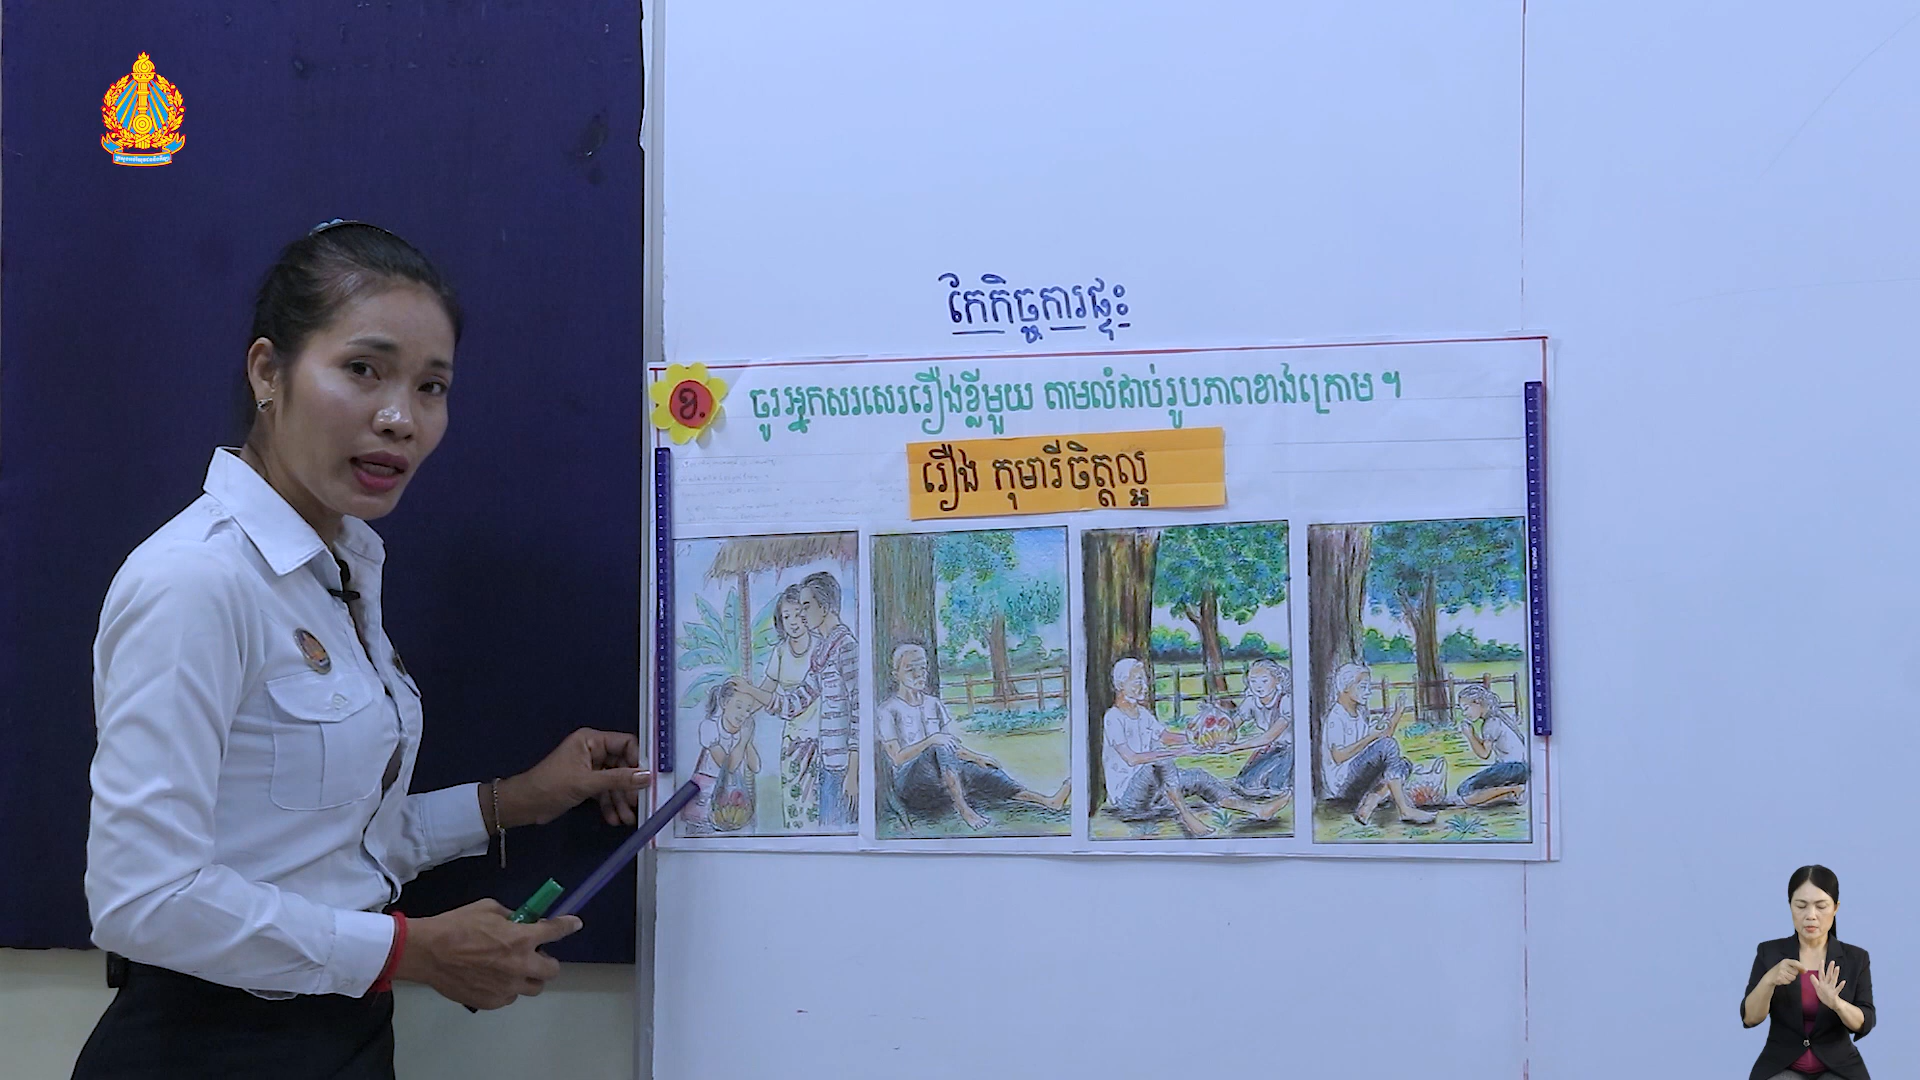 កែកិច្ចការផ្ទះ
ខ.
ចូរអ្នកសរសេររឿងខ្លីមួយ តាមលំដាប់រូបភាពខាងក្រោម ។
រឿង កុមារីចិត្តល្អ